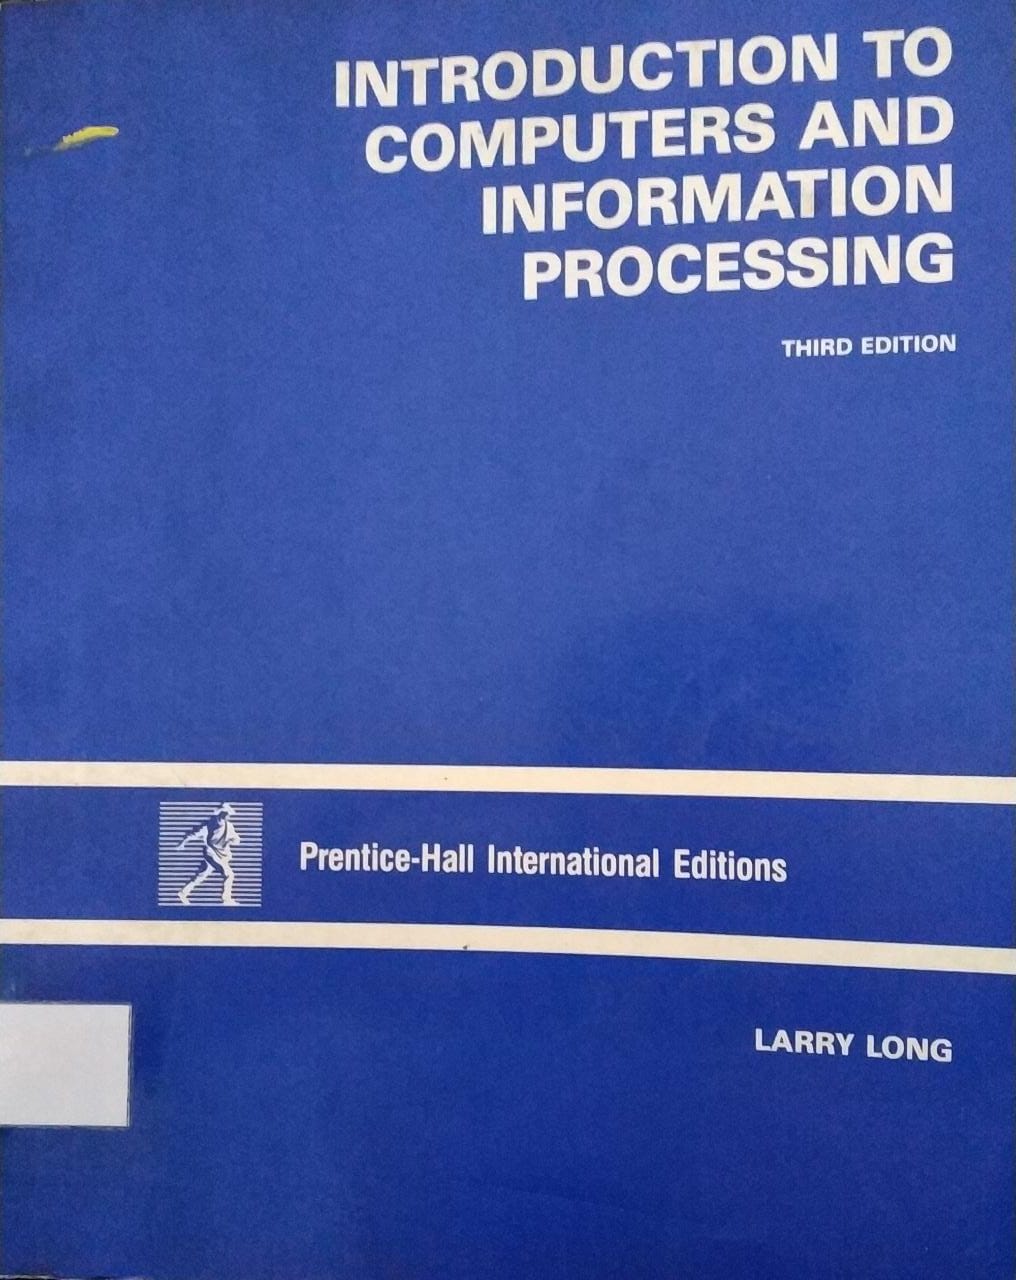 INTRODUCTION TO
COMPUTERS AND
INFORMATION
PROCESSING
THIRD EDITION
Prentice-Hall International Editions
LARRY LONG